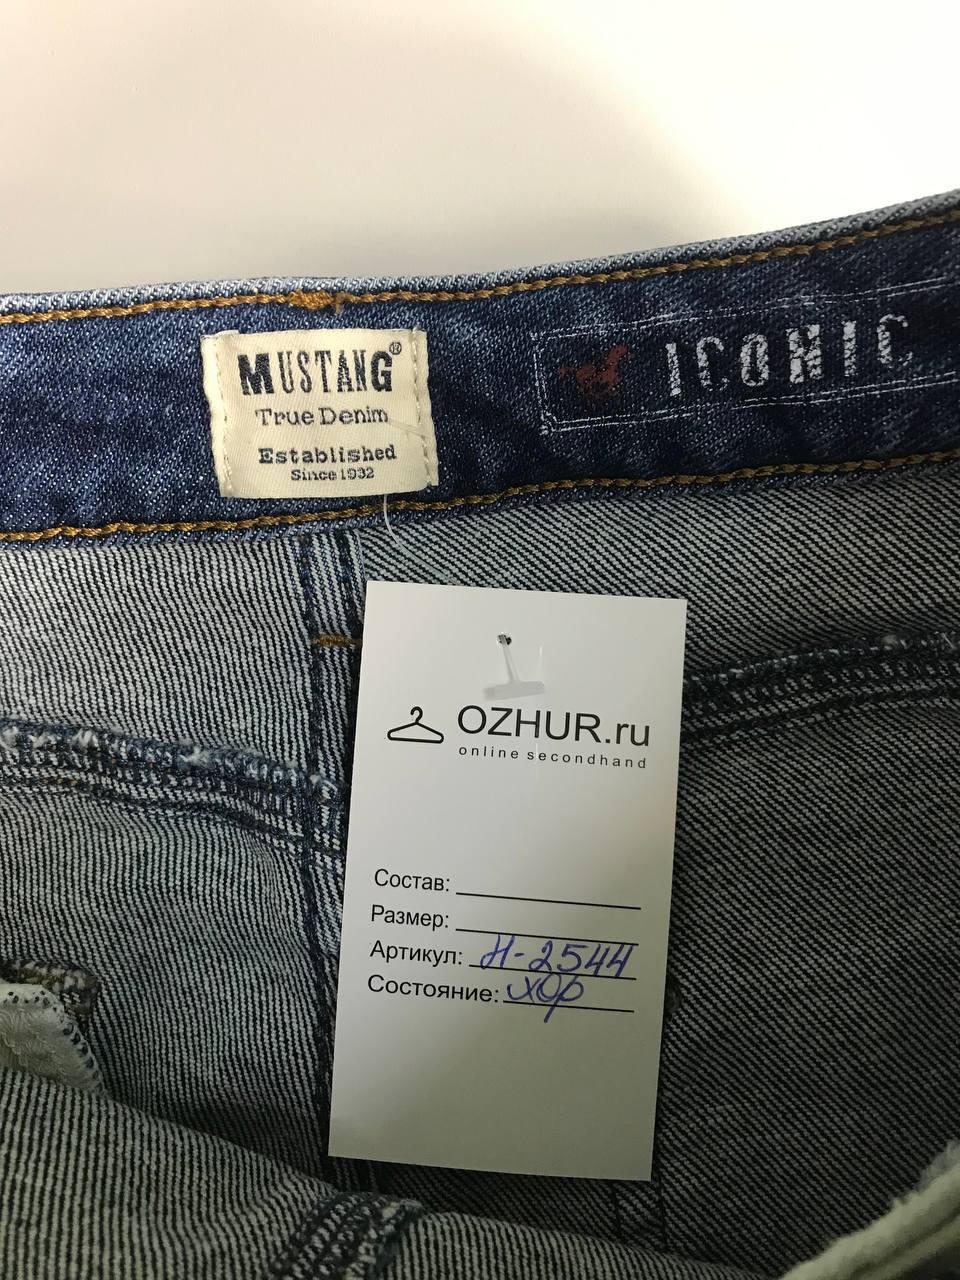 MUSTANG®
True Denim
Established
Since 1932
ICONIC
OZHUR.ru
online secondhand
Состав:
Размер:
Артикул: Н-2544
Состояние: хор